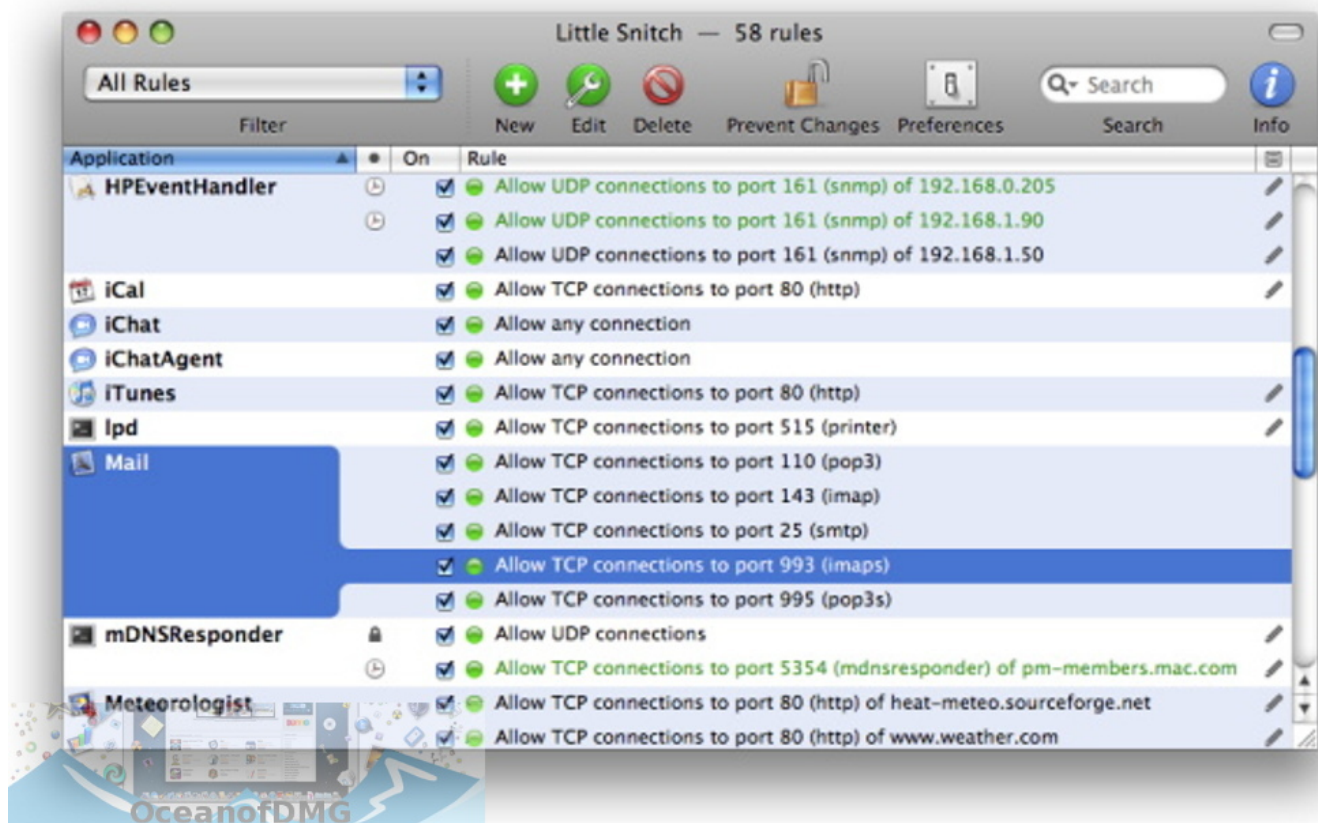 Little Snitch — 58 rules
All Rules
Search
Filter New Edit Delete Prevent Changes Preferences Search Info
Application On Rule
HPEventHandler Allow UDP connections to port 161 (snmp) of 192.168.0.205
Allow UDP connections to port 161 (snmp) of 192.168.1.90
Allow UDP connections to port 161 (snmp) of 192.168.1.50
iCal Allow TCP connections to port 80 (http)
iChat Allow any connection
iChatAgent Allow any connection
iTunes Allow TCP connections to port 80 (http)
lpd Allow TCP connections to port 515 (printer)
Mail Allow TCP connections to port 110 (pop3)
Allow TCP connections to port 143 (imap)
Allow TCP connections to port 25 (smtp)
Allow TCP connections to port 993 (imaps)
Allow TCP connections to port 995 (pop3s)
mDNSResponder Allow UDP connections
Allow TCP connections to port 5354 (mdnsresponder) of pm-members.mac.com
Meteorologist Allow TCP connections to port 80 (http) of heat-meteo.sourceforge.net
Allow TCP connections to port 80 (http) of www.weather.com
OceanofDMG